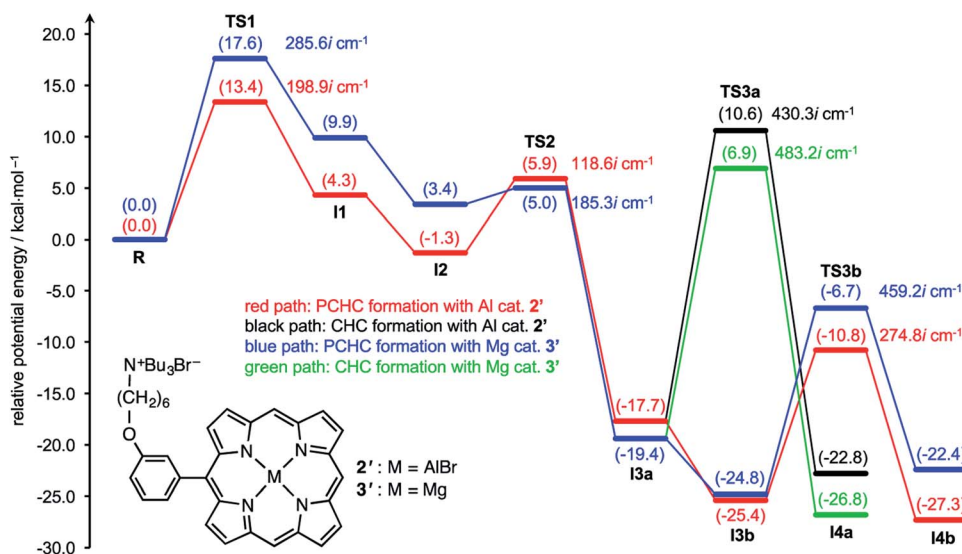 TS1
20.0
(17.6)
285.6i cm⁻¹
15.0
(13.4)
198.9i cm⁻¹
TS3a
(10.6)
430.3i cm⁻¹
10.0
(9.9)
TS2
(6.9)
483.2i cm⁻¹
(5.9)
118.6i cm⁻¹
5.0
(4.3)
(3.4)
(5.0)
185.3i cm⁻¹
I1
(0.0)
(0.0)
0.0
R
(-1.3)
I2
TS3b
-5.0
(-6.7)
459.2i cm⁻¹
red path: PCHC formation with Al cat. 2'
black path: CHC formation with Al cat. 2'
blue path: PCHC formation with Mg cat. 3'
green path: CHC formation with Mg cat. 3'
-10.0
(-10.8)
274.8i cm⁻¹
relative potential energy / kcal·mol⁻¹
N⁺Bu₃Br⁻
(CH₂)₆
O
-15.0
(-17.7)
-20.0
(-19.4)
I3a
N
N
N
N
M
2' : M = AlBr
3' : M = Mg
(-22.8)
(-22.4)
-25.0
(-24.8)
(-25.4)
I3b
(-26.8)
I4a
(-27.3)
I4b
-30.0